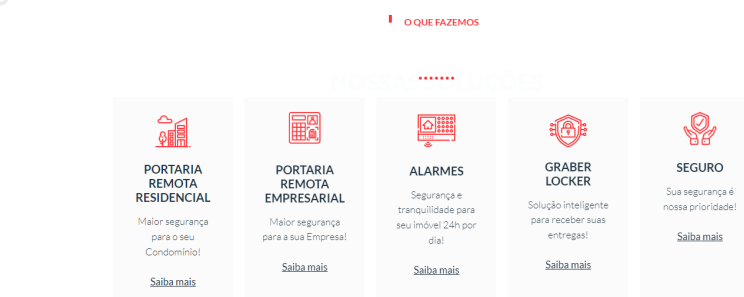 O QUE FAZEMOS
NOSSAS SOLUÇÕES
PORTARIA
REMOTA
RESIDENCIAL
Maior segurança
para o seu
Condomínio!
Saiba mais
PORTARIA
REMOTA
EMPRESARIAL
Maior segurança
para a sua Empresa!
Saiba mais
ALARMES
Segurança e
tranquilidade para
seu imóvel 24h por
dia!
Saiba mais
GRABER
LOCKER
Solução inteligente
para receber suas
entregas!
Saiba mais
SEGURO
Sua segurança é
nossa prioridade!
Saiba mais